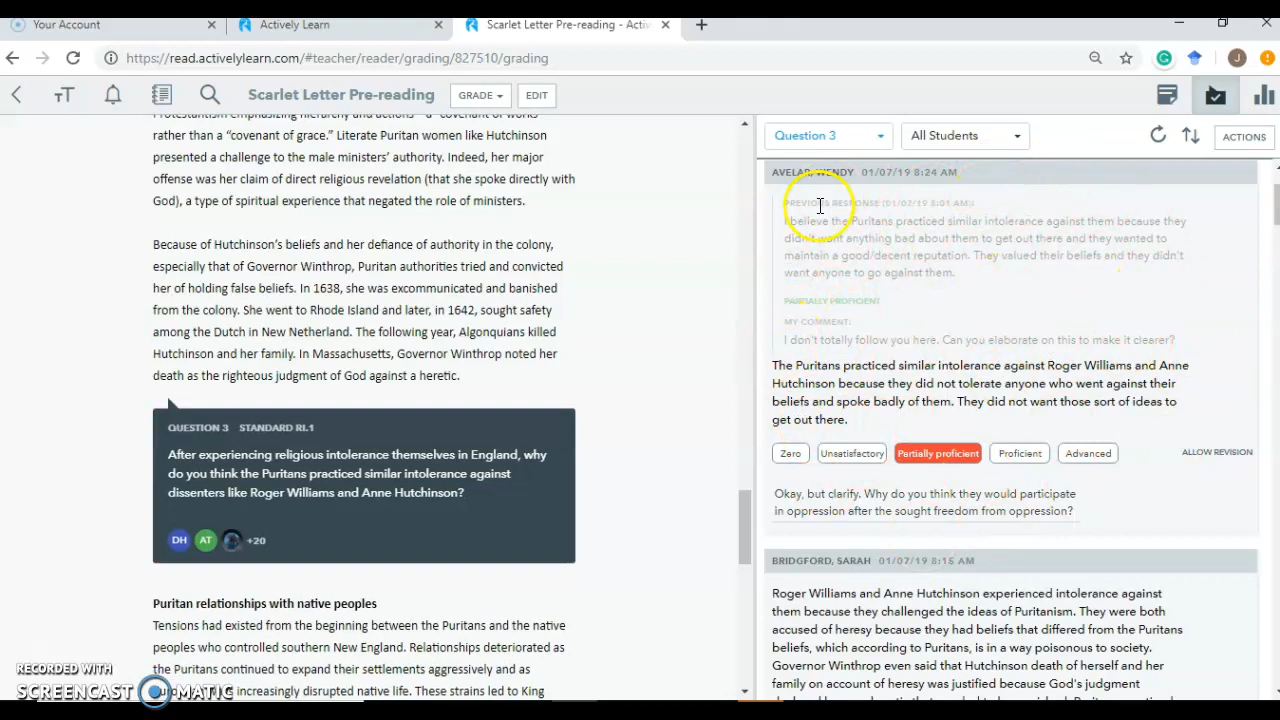 Your Account
Actively Learn
Scarlet Letter Pre-reading - Activ
https://read.activelylearn.com/#teacher/reader/grading/827510/grading
J
TT
Scarlet Letter Pre-reading
GRADE
EDIT
Protestantism emphasizing hierarchy and actions – a "covenant of works"
rather than a "covenant of grace." Literate Puritan women like Hutchinson
presented a challenge to the male ministers' authority. Indeed, her major
offense was her claim of direct religious revelation (that she spoke directly with
God), a type of spiritual experience that negated the role of ministers.
Because of Hutchinson's beliefs and her defiance of authority in the colony,
especially that of Governor Winthrop, Puritan authorities tried and convicted
her of holding false beliefs. In 1638, she was excommunicated and banished
from the colony. She went to Rhode Island and later, in 1642, sought safety
among the Dutch in New Netherland. The following year, Algonquians killed
Hutchinson and her family. In Massachusetts, Governor Winthrop noted her
death as the righteous judgment of God against a heretic.
QUESTION 3 STANDARD RI.1
After experiencing religious intolerance themselves in England, why
do you think the Puritans practiced similar intolerance against
dissenters like Roger Williams and Anne Hutchinson?
DH AT +20
Puritan relationships with native peoples
Tensions had existed from the beginning between the Puritans and the native
peoples who controlled southern New England. Relationships deteriorated as
the Puritans continued to expand their settlements aggressively and as
increasingly disrupted native life. These strains led to King
RECORDED WITH
SCREENCAST MATIC
Question 3
All Students
ACTIONS
AVELAR, WENDY 01/07/19 8:24 AM
PREVIOUS RESPONSE (01/07/19 8:01 AM):
I believe the Puritans practiced similar intolerance against them because they
didn't want anything bad about them to get out there and they wanted to
maintain a good/decent reputation. They valued their beliefs and they didn't
want anyone to go against them.
PARTIALLY PROFICIENT
MY COMMENT:
I don't totally follow you here. Can you elaborate on this to make it clearer?
The Puritans practiced similar intolerance against Roger Williams and Anne
Hutchinson because they did not tolerate anyone who went against their
beliefs and spoke badly of them. They did not want those sort of ideas to
get out there.
Zero Unsatisfactory Partially proficient Proficient Advanced ALLOW REVISION
Okay, but clarify. Why do you think they would participate
in oppression after the sought freedom from oppression?
BRIDGFORD, SARAH 01/07/19 8:15 AM
Roger Williams and Anne Hutchinson experienced intolerance against
them because they challenged the ideas of Puritanism. They were both
accused of heresy because they had beliefs that differed from the Puritans
beliefs, which according to Puritans, is in a way poisonous to society.
Governor Winthrop even said that Hutchinson death of herself and her
family on account of heresy was justified because God's judgment